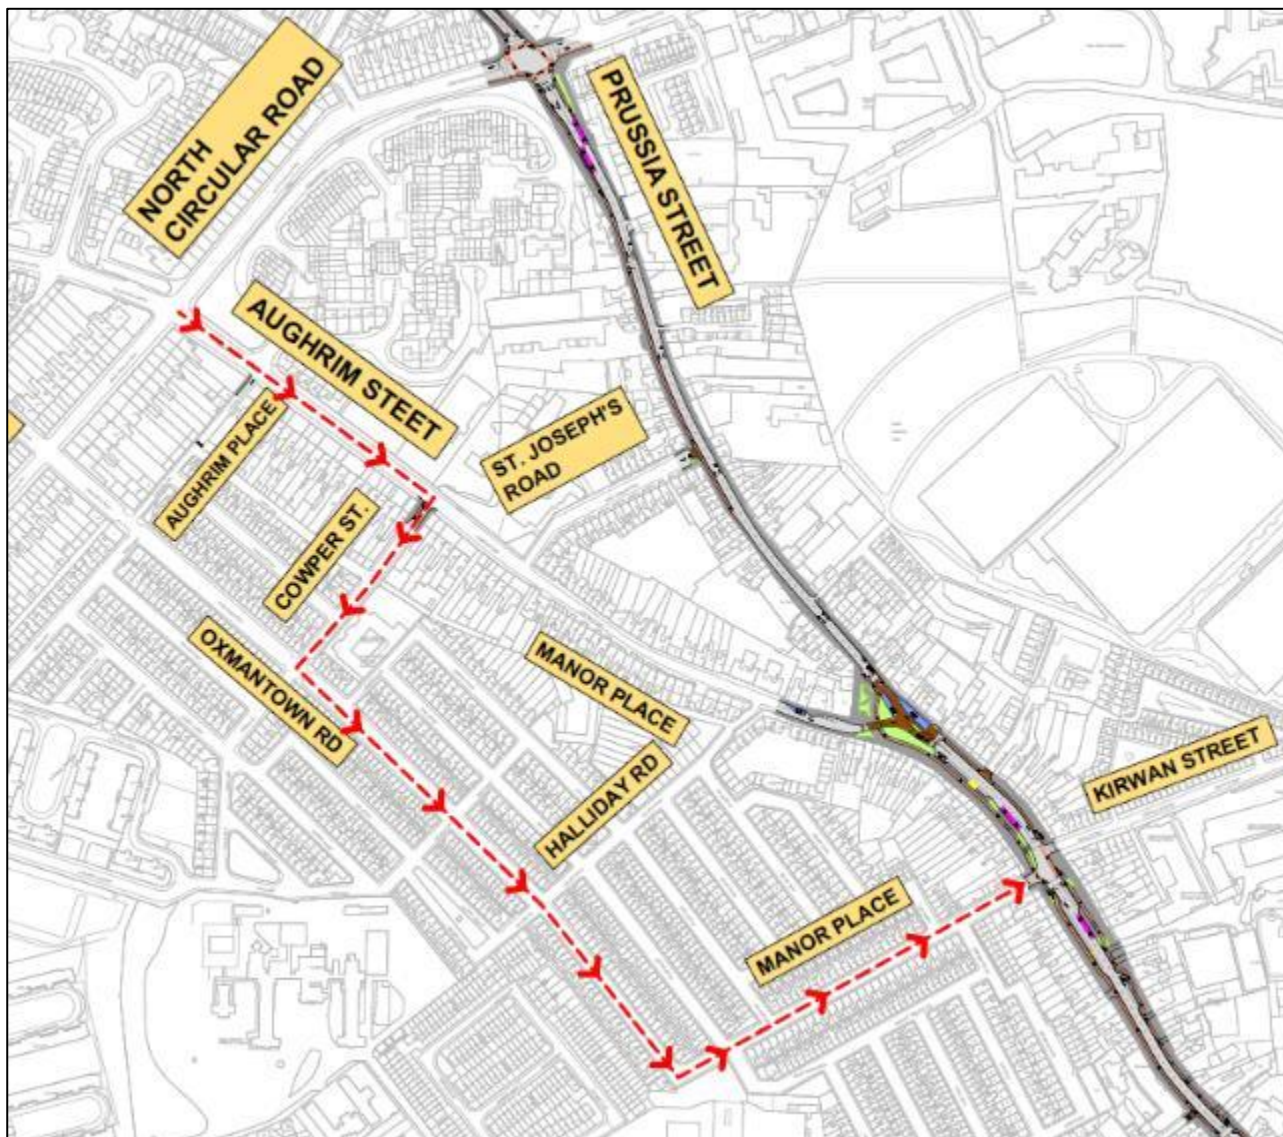 NORTH
CIRCULAR ROAD
PRUSSIA STREET
AUGHRIM STEET
AUGHRIM PLACE
ST. JOSEPH'S
ROAD
COWPER ST.
OXMANTOWN RD
MANOR PLACE
HALLIDAY RD
KIRWAN STREET
MANOR PLACE